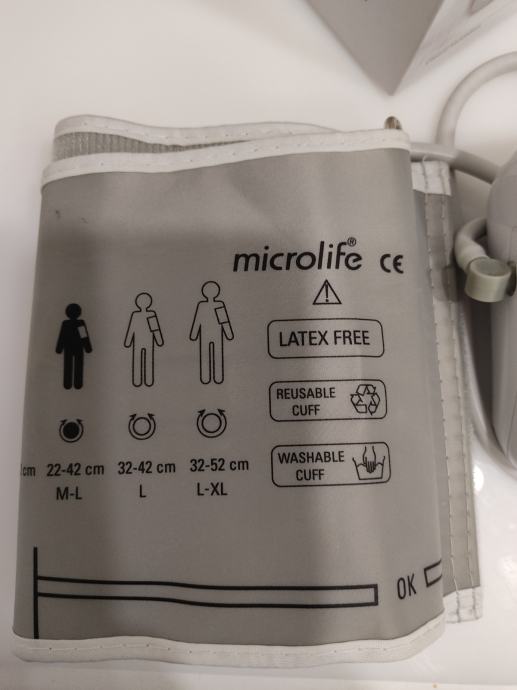 microlife® CE
LATEX FREE
REUSABLE
CUFF
WASHABLE
CUFF
cm 22-42 cm 32-42 cm 32-52 cm
M-L L L-XL
OK